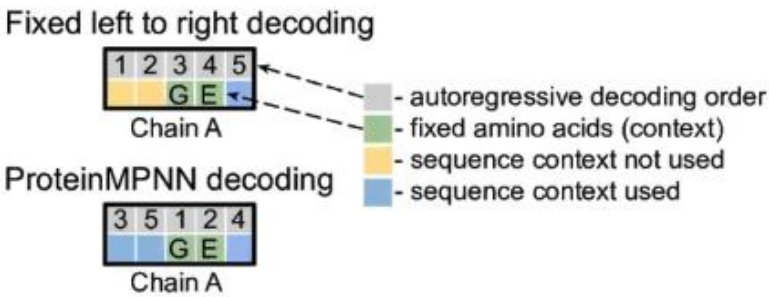 Fixed left to right decoding
1 2 3 4 5
G E
Chain A
- autoregressive decoding order
- fixed amino acids (context)
- sequence context not used
- sequence context used
ProteinMPNN decoding
3 5 1 2 4
G E
Chain A